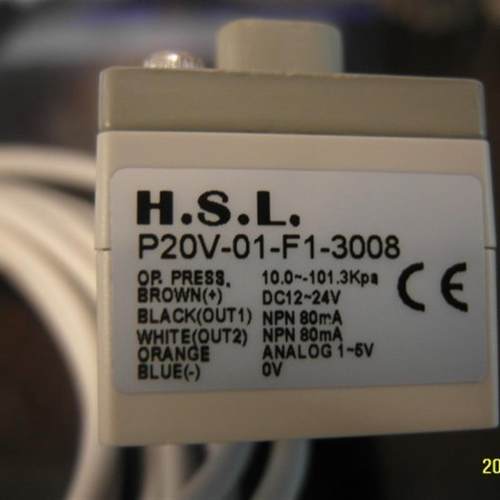 H.S.L.
P20V-01-F1-3008
OP. PRESS. 10.0~-101.3Kpa
BROWN(+) DC12~24V
BLACK(OUT1) NPN 80mA
WHITE(OUT2) NPN 80mA
ORANGE ANALOG 1~5V
BLUE(-) 0V
CE
20